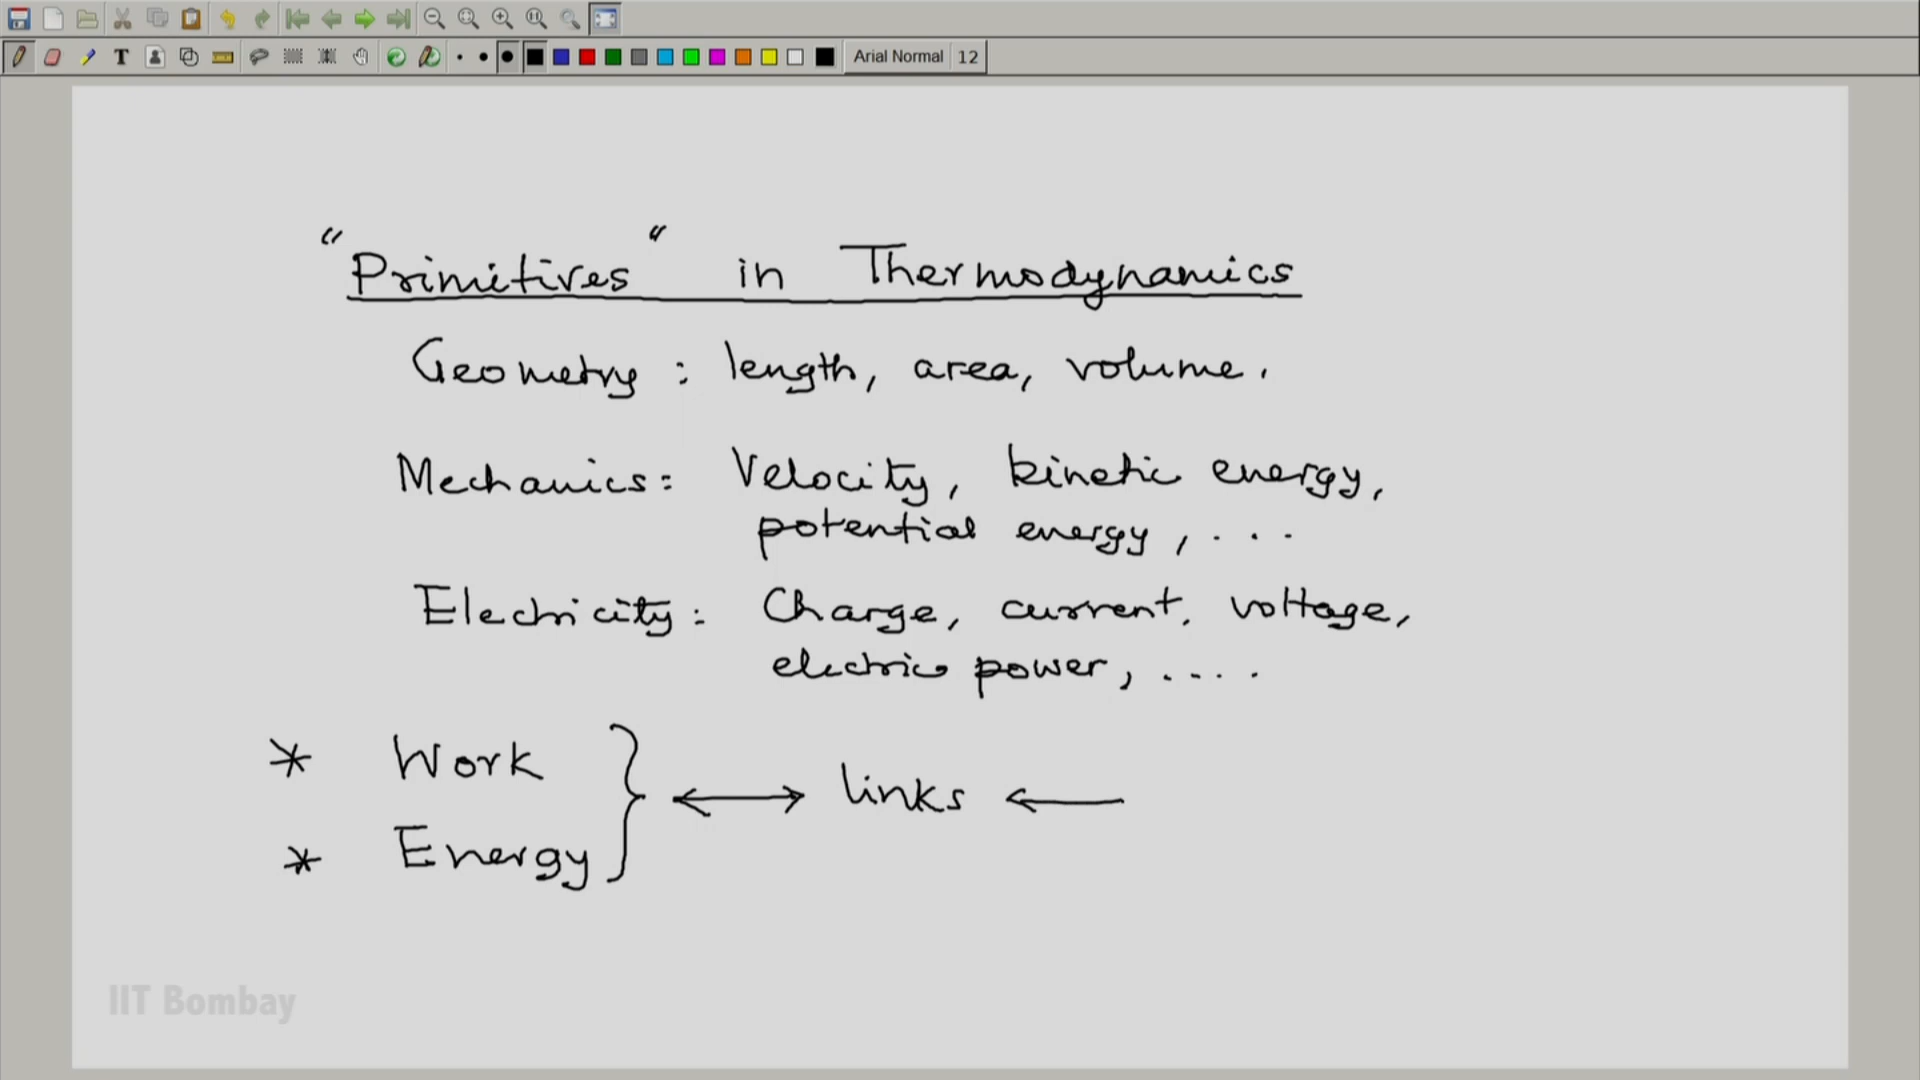 Arial Normal 12
"Primitives" in Thermodynamics
Geometry : length, area, volume.
Mechanics : Velocity, kinetic energy,
potential energy, ...
Electricity : Charge, current, voltage,
electric power, ....
* Work
links
* Energy
IIT Bombay